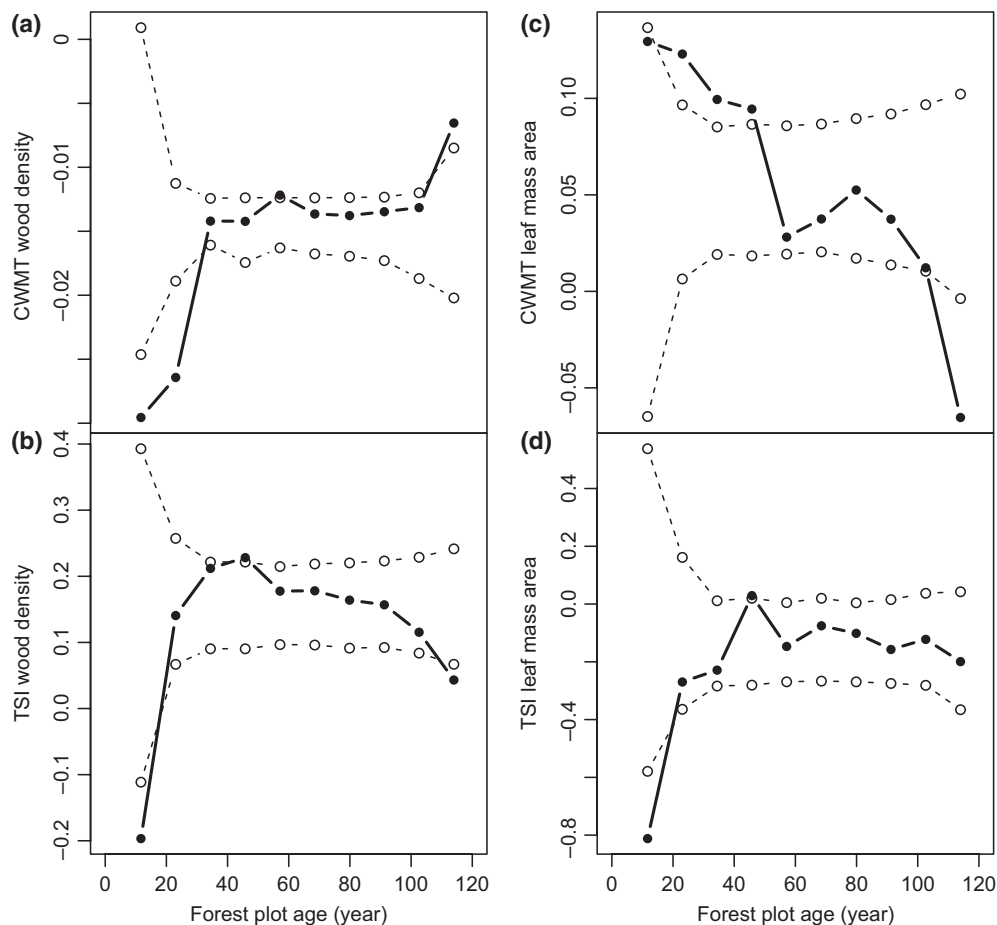 (a)
CWMT wood density
0
−0.01
−0.02
(b)
TSI wood density
0.4
0.3
0.2
0.1
0.0
−0.1
−0.2
0 20 40 60 80 100 120
Forest plot age (year)
(c)
CWMT leaf mass area
0.10
0.05
0.00
−0.05
(d)
TSI leaf mass area
0.4
0.2
0.0
−0.4
−0.8
0 20 40 60 80 100 120
Forest plot age (year)